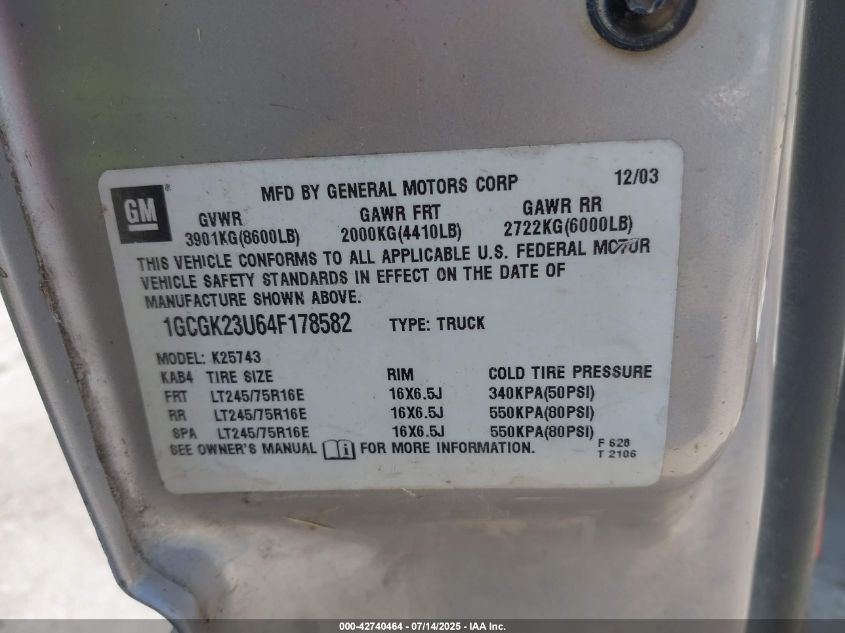 GM ® MFD BY GENERAL MOTORS CORP 12/03
GVWR GAWR FRT GAWR RR
3901KG(8600LB) 2000KG(4410LB) 2722KG(6000LB)
THIS VEHICLE CONFORMS TO ALL APPLICABLE U.S. FEDERAL MOTOR
VEHICLE SAFETY STANDARDS IN EFFECT ON THE DATE OF
MANUFACTURE SHOWN ABOVE.
1GCGK23U64F178582 TYPE: TRUCK
MODEL: K25743
KAB4 TIRE SIZE RIM COLD TIRE PRESSURE
FRT LT245/75R16E 16X6.5J 340KPA(50PSI)
RR LT245/75R16E 16X6.5J 550KPA(80PSI)
SPA LT245/75R16E 16X6.5J 550KPA(80PSI)
SEE OWNER'S MANUAL i FOR MORE INFORMATION.
F 628
T 2106
000-42740464 - 07/14/2025 - IAA Inc.